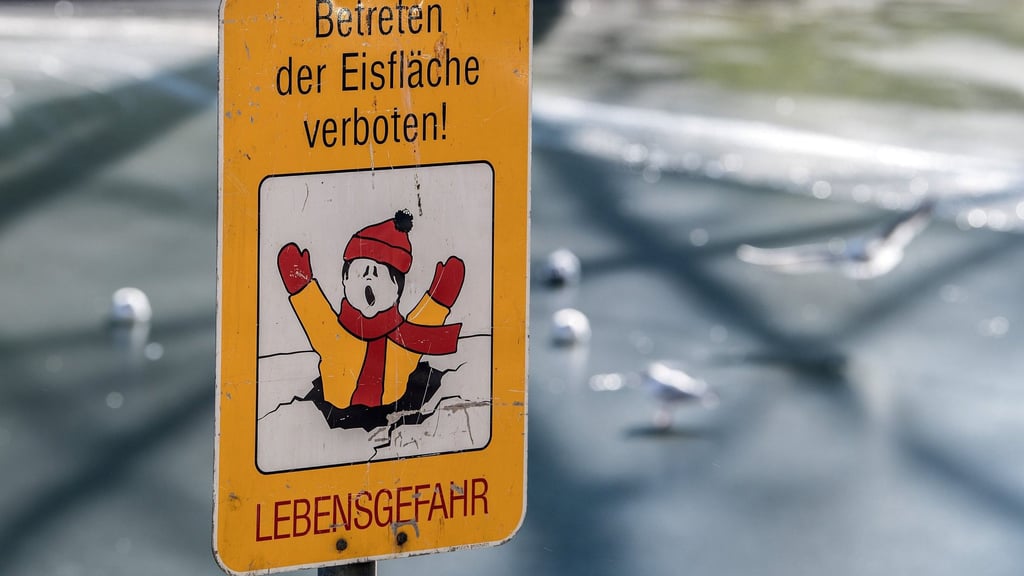 Betreten
der Eisfläche
verboten!
LEBENSGEFAHR